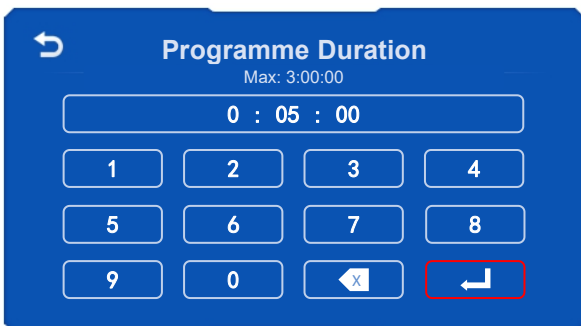 Programme Duration
Max: 3:00:00
0 : 05 : 00
1 2 3 4
5 6 7 8
9 0 X